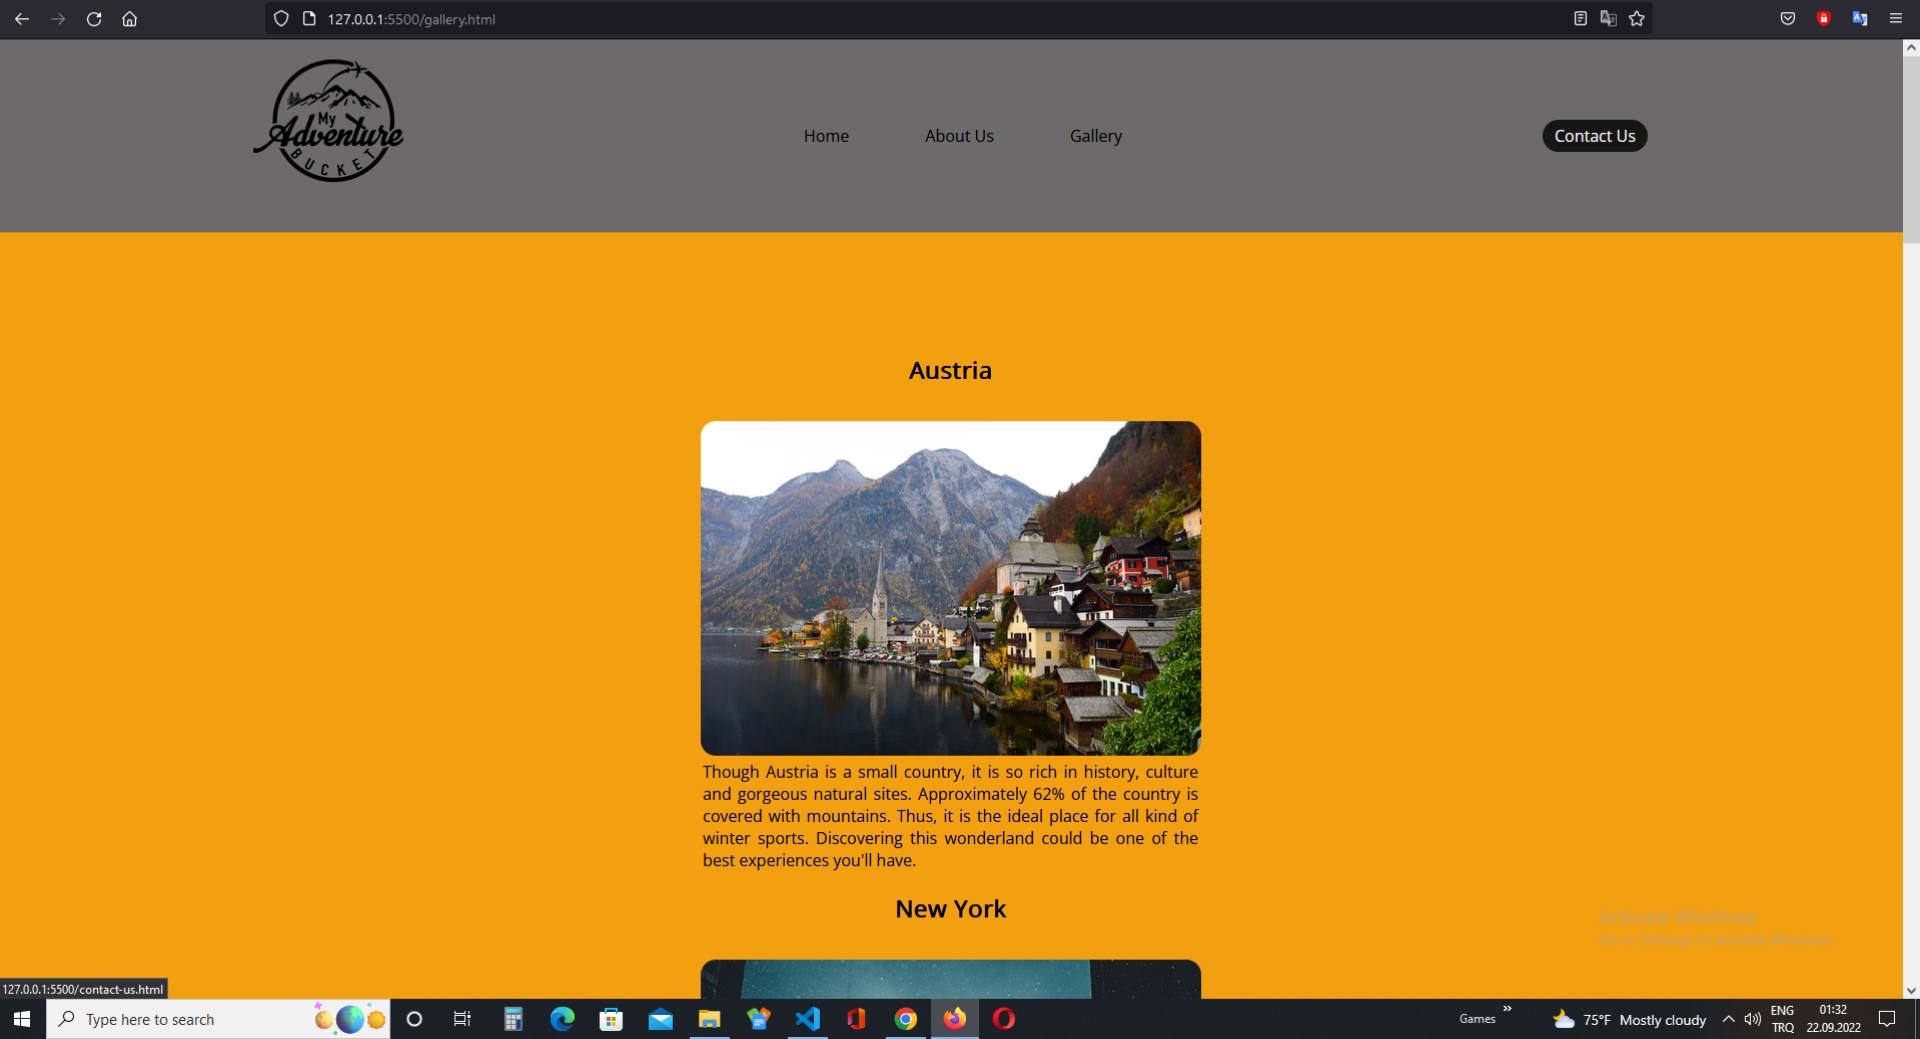 127.0.0.1:5500/gallery.html
My
Adventure
BUCKET
Home
About Us
Gallery
Contact Us
Austria
Though Austria is a small country, it is so rich in history, culture
and gorgeous natural sites. Approximately 62% of the country is
covered with mountains. Thus, it is the ideal place for all kind of
winter sports. Discovering this wonderland could be one of the
best experiences you'll have.
New York
Activate Windows
Go to Settings to activate Windows.
127.0.0.1:5500/contact-us.html
Type here to search
Games
75°F Mostly cloudy
ENG
TRQ
01:32
22.09.2022